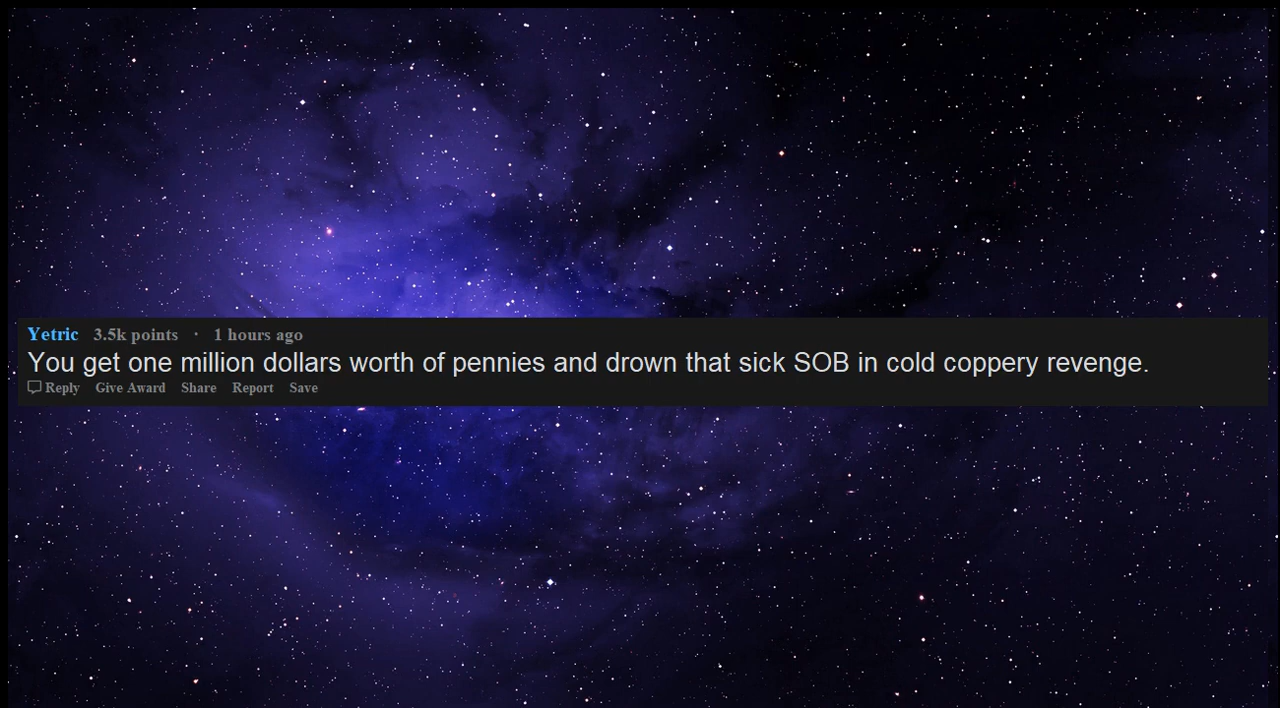 Yetric 3.5k points · 1 hours ago
You get one million dollars worth of pennies and drown that sick SOB in cold coppery revenge.
Reply Give Award Share Report Save